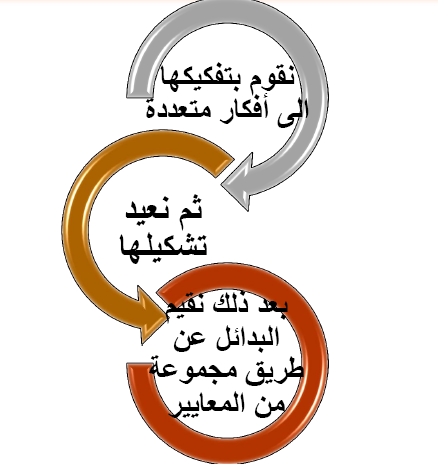 نقوم بتفكيكها
الى أفكار متعددة
ثم نعيد
تشكيلها
بعد ذلك نقيم
البدائل عن
طريق مجموعة
من المعايير